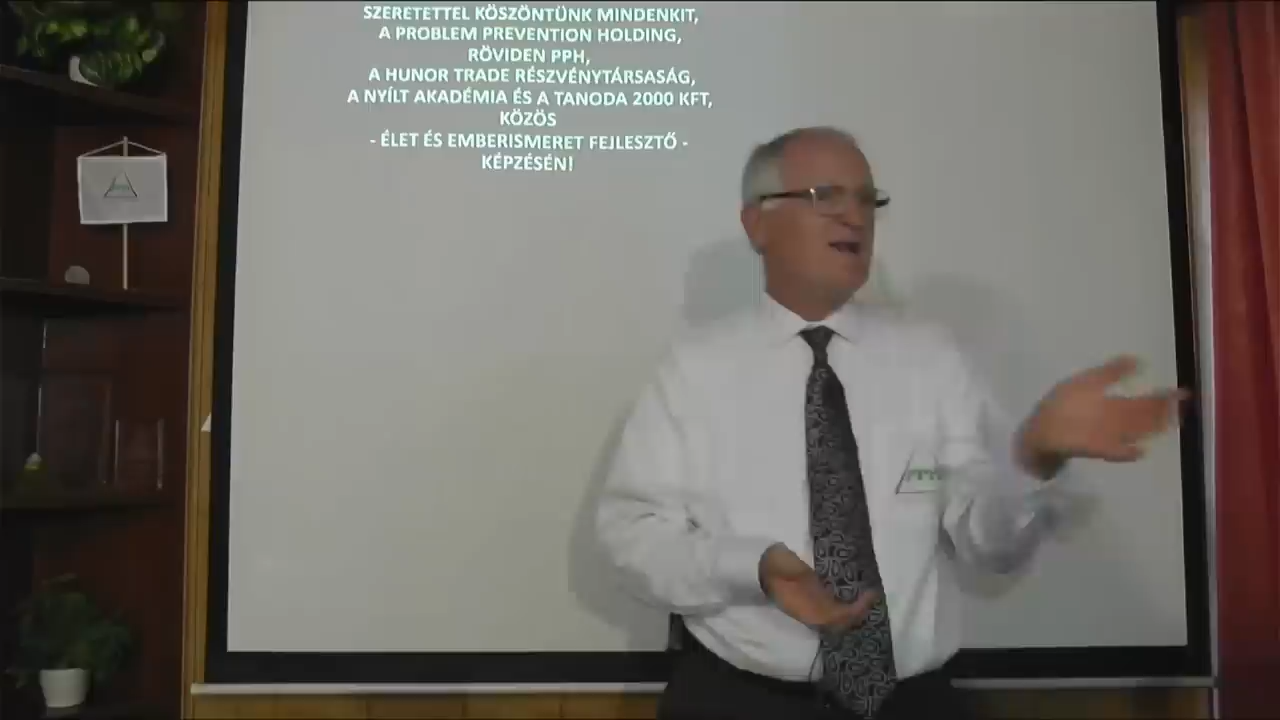 SZERETETTEL KÖSZÖNTÜNK MINDENKIT,
A PROBLEM PREVENTION HOLDING,
RÖVIDEN PPH,
A HUNOR TRADE RÉSZVÉNYTÁRSASÁG,
A NYÍLT AKADÉMIA ÉS A TANODA 2000 KFT,
KÖZÖS
- ÉLET ÉS EMBERISMERET FEJLESZTŐ -
KÉPZÉSÉN!